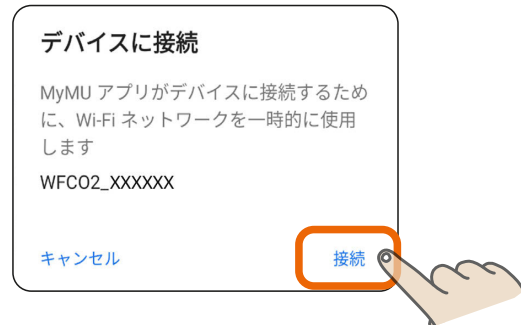 デバイスに接続
MyMU アプリがデバイスに接続するため
に、Wi-Fi ネットワークを一時的に使用
します
WFCO2_XXXXXX
キャンセル
接続